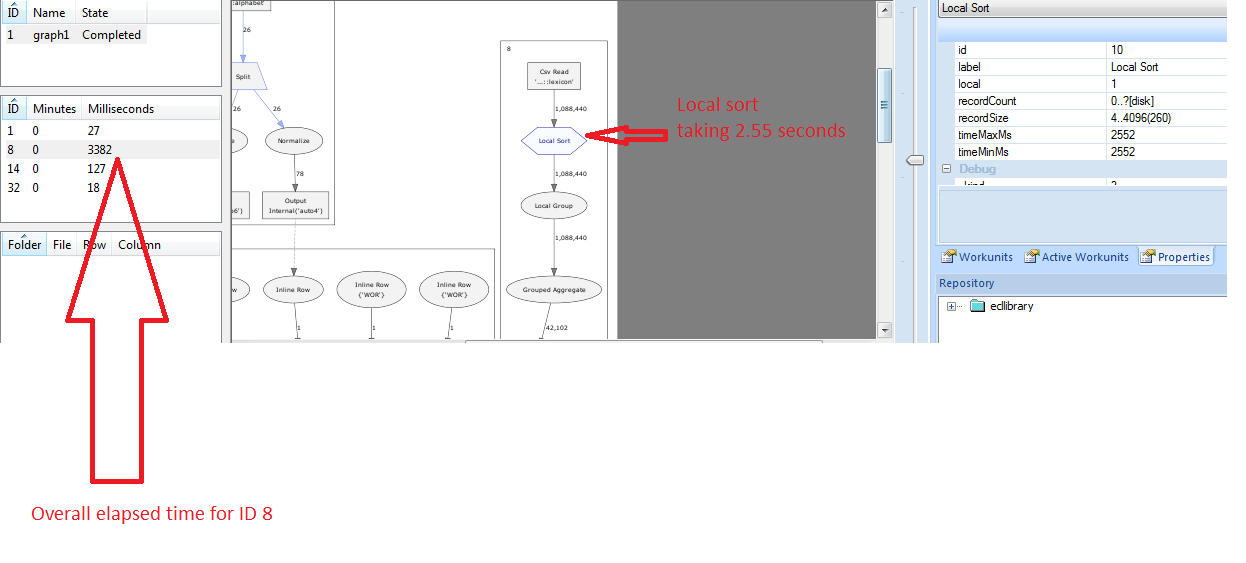 ID Name State
1 graph1 Completed
ID Minutes Milliseconds
1 0 27
8 0 3382
14 0 127
32 0 18
Folder File Row Column
:alphabet'
26
Split
26
26
Normalize
78
Output
Internal('auto4')
Inline Row
1
Inline Row
{'WOR'}
1
Inline Row
{'WOR'}
1
8
Csv Read
'...::lexicon'
1,088,440
Local Sort
1,088,440
Local Group
1,088,440
Grouped Aggregate
42,102
Local sort
taking 2.55 seconds
Local Sort
id 10
label Local Sort
local 1
recordCount 0..?[disk]
recordSize 4..4096(260)
timeMaxMs 2552
timeMinMs 2552
Debug
Workunits Active Workunits Properties
Repository
eclibrary
Overall elapsed time for ID 8